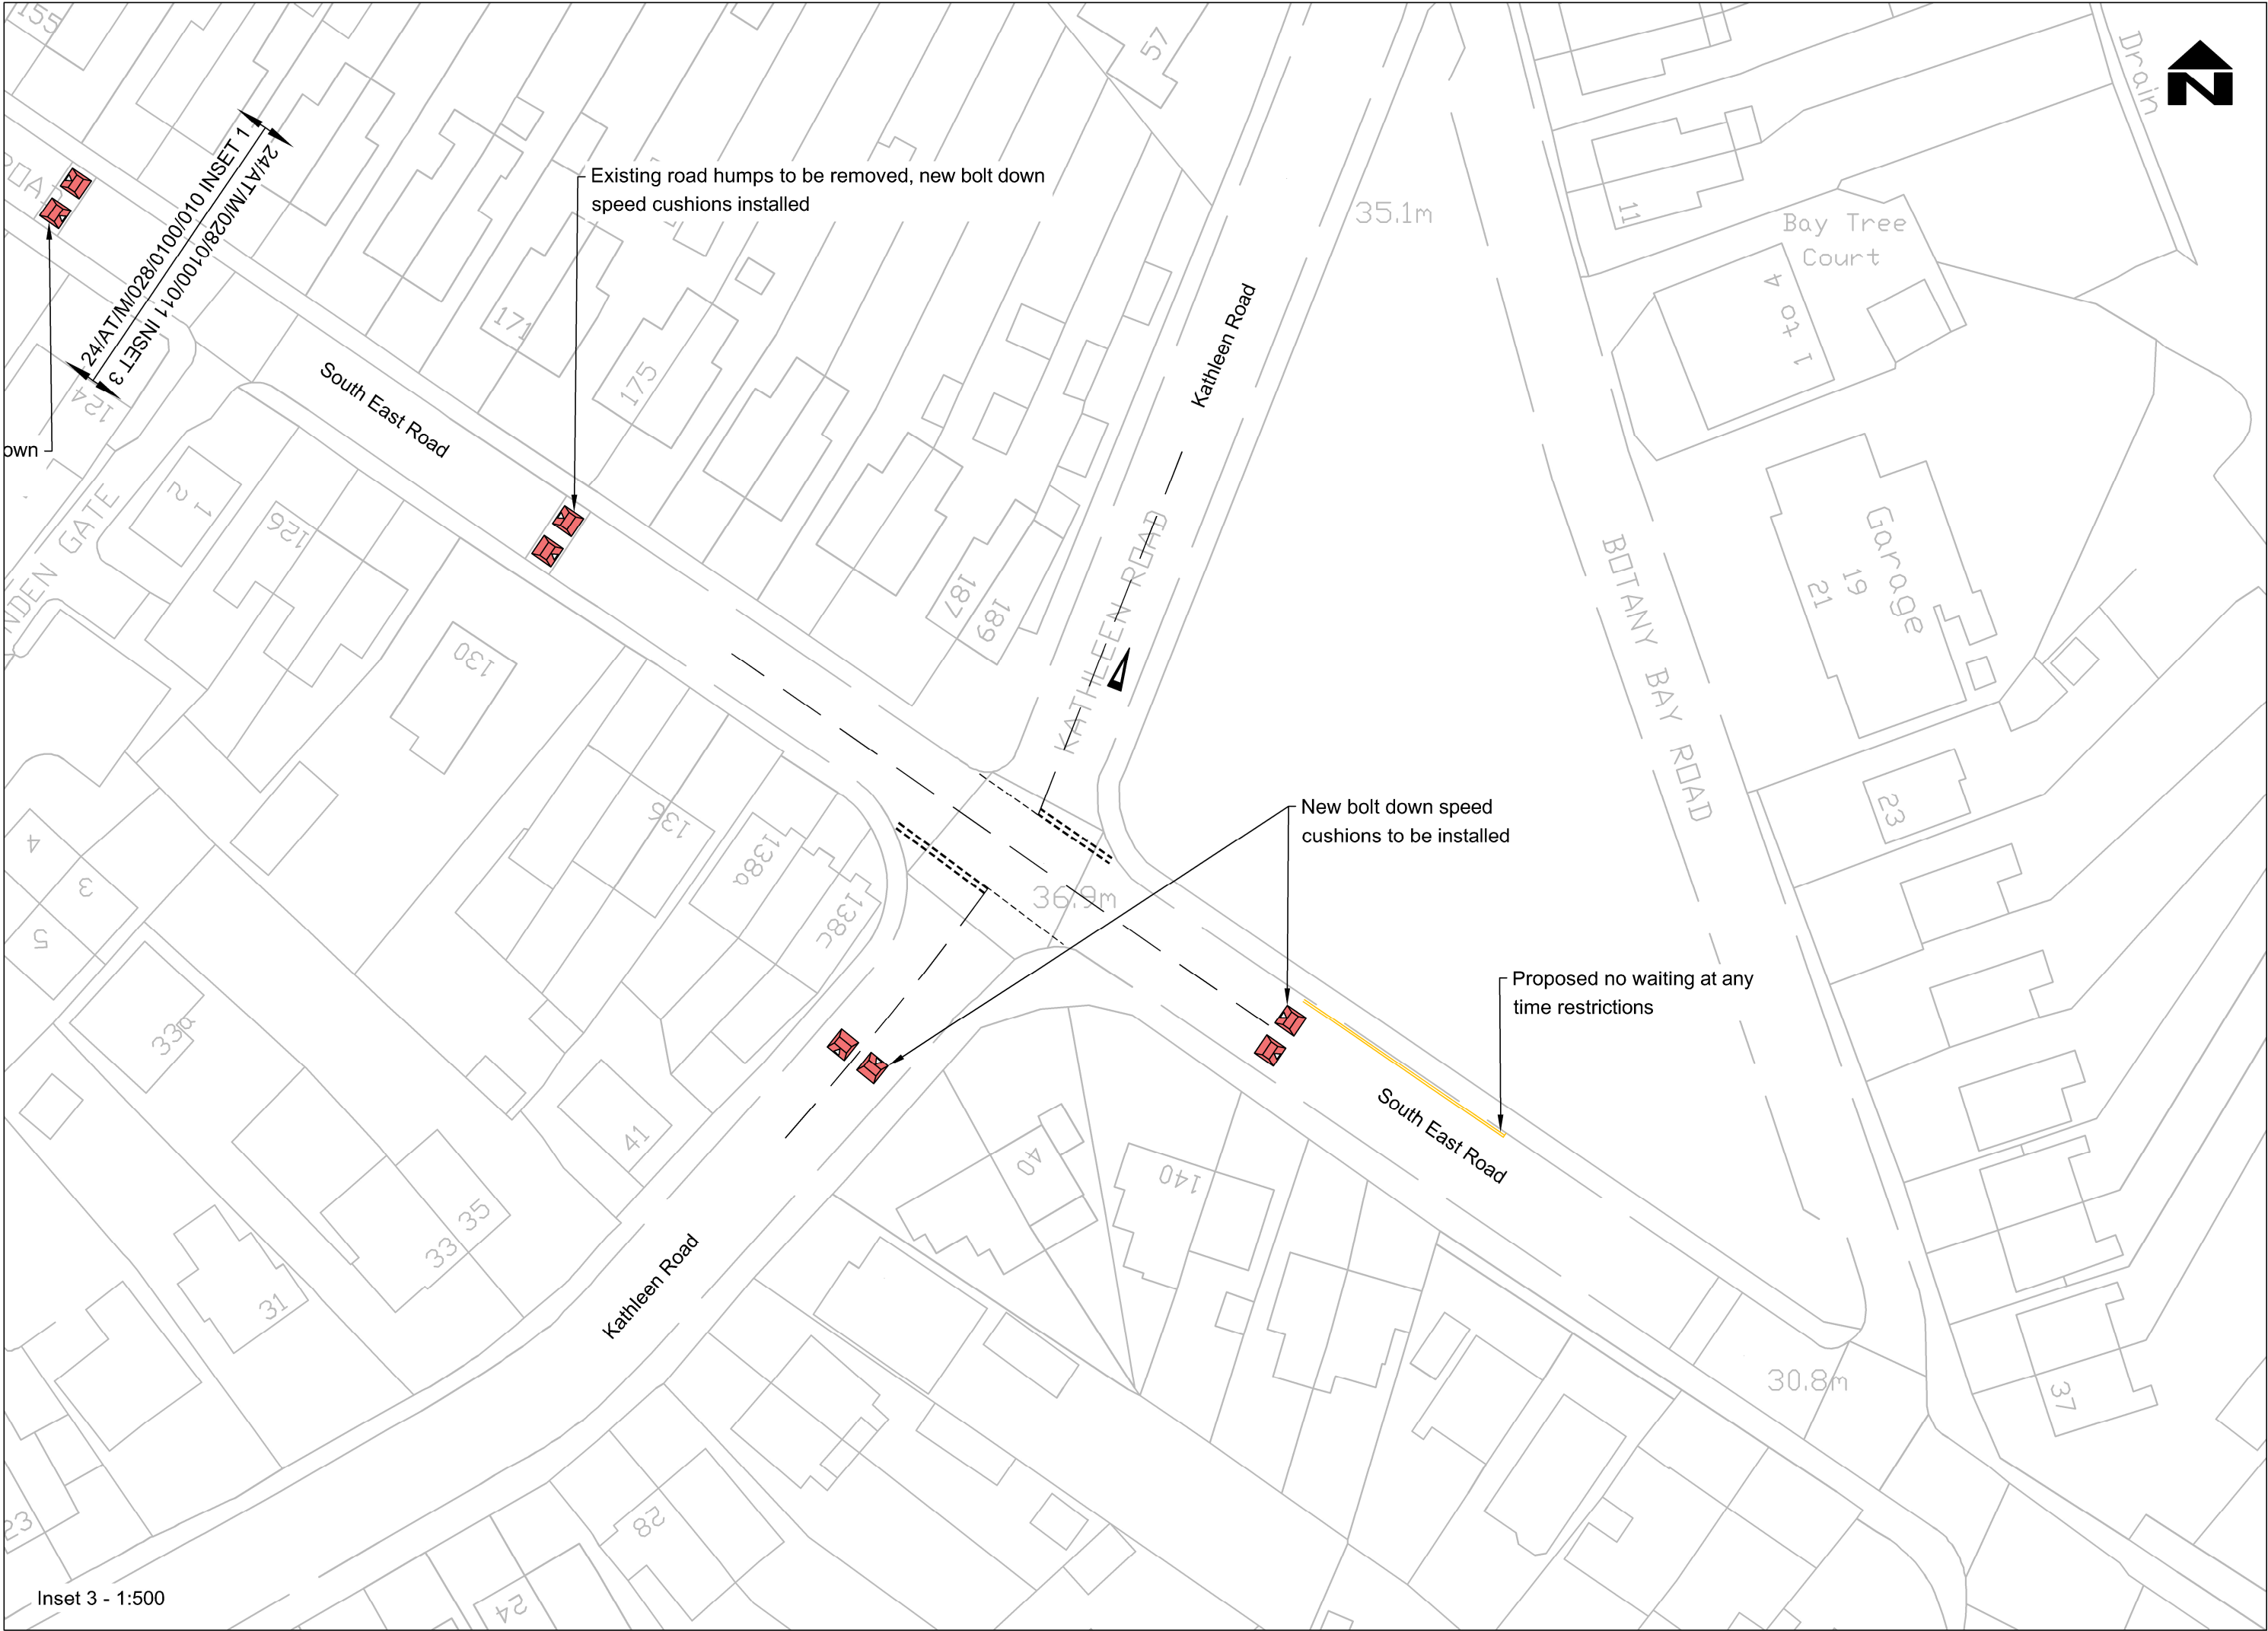 155
57
Drain
N
24/AT/M/028/0100/010 INSET 1
24/AT/M/028/0100/011 INSET 3
Existing road humps to be removed, new bolt down
speed cushions installed
35.1m
11
Bay Tree
Court
1 to 4
171
175
Kathleen Road
South East Road
124
own
1 2
126
130
187
189
KATHLEEN ROAD
BOTANY BAY ROAD
Garage
19
21
23
136
138a
138c
4
3
5
New bolt down speed
cushions to be installed
36.9m
Proposed no waiting at any
time restrictions
33a
41
40
140
South East Road
33 35
31
Kathleen Road
30.8m
37
23
28
24
Inset 3 - 1:500